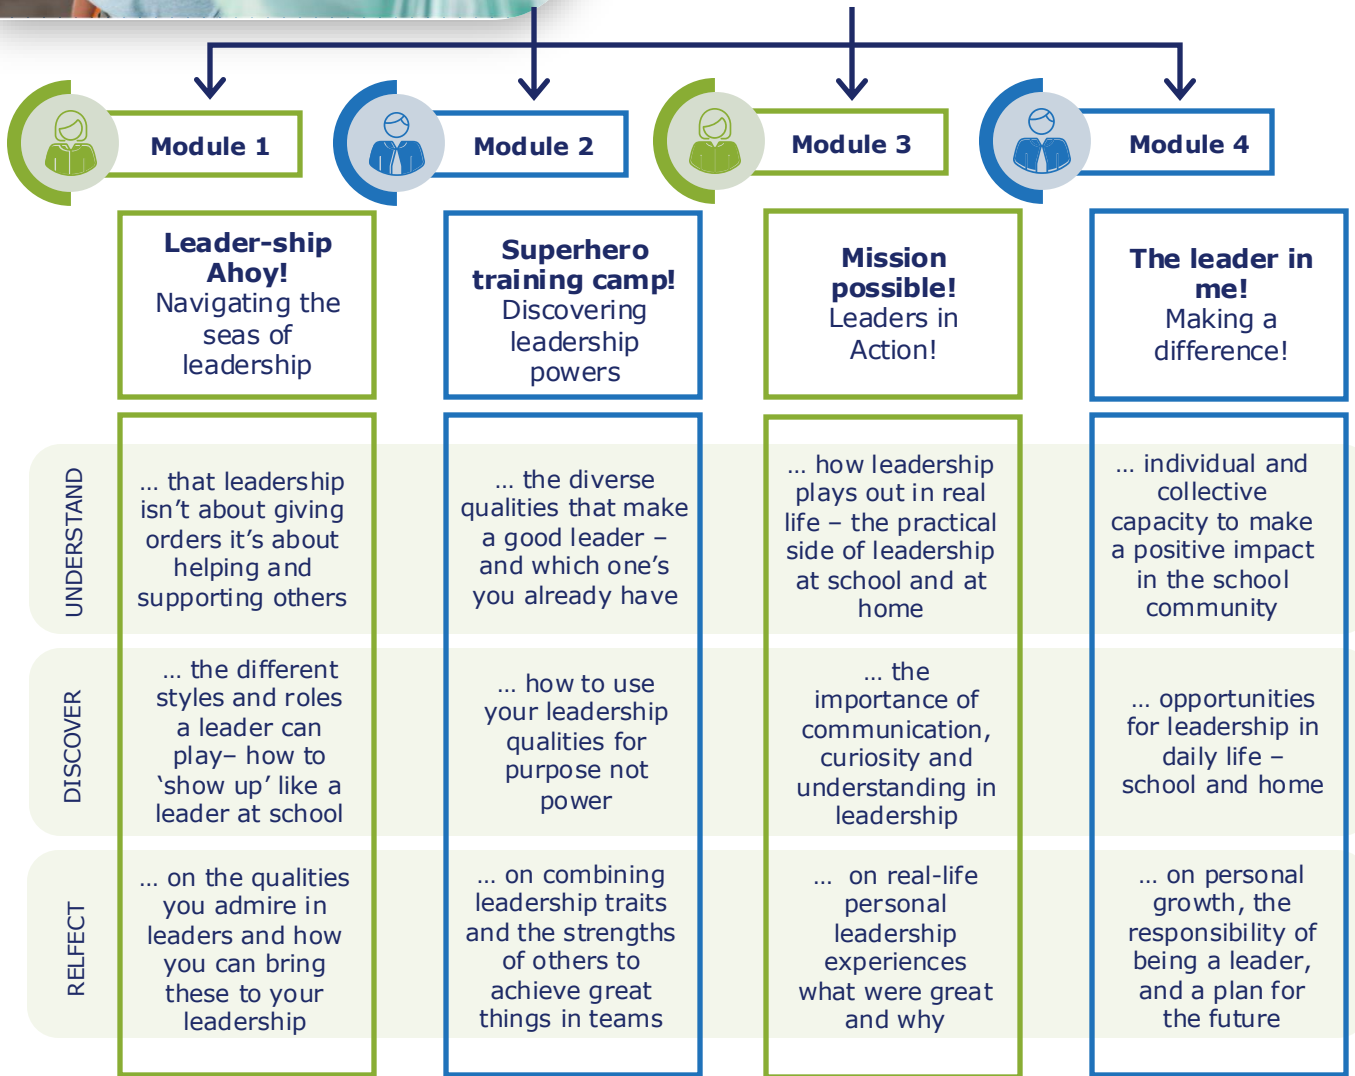 Module 1
Module 2
Module 3
Module 4
Leader-ship
Ahoy!
Navigating the
seas of
leadership
Superhero
training camp!
Discovering
leadership
powers
Mission
possible!
Leaders in
Action!
The leader in
me!
Making a
difference!
UNDERSTAND
... that leadership
isn’t about giving
orders it’s about
helping and
supporting others
... the diverse
qualities that make
a good leader –
and which one’s
you already have
... how leadership
plays out in real
life – the practical
side of leadership
at school and at
home
... individual and
collective
capacity to make
a positive impact
in the school
community
DISCOVER
... the different
styles and roles
a leader can
play– how to
‘show up’ like a
leader at school
... how to use
your leadership
qualities for
purpose not
power
... the
importance of
communication,
curiosity and
understanding in
leadership
... opportunities
for leadership in
daily life –
school and home
RELFECT
... on the qualities
you admire in
leaders and how
you can bring
these to your
leadership
... on combining
leadership traits
and the strengths
of others to
achieve great
things in teams
... on real-life
personal
leadership
experiences
what were great
and why
... on personal
growth, the
responsibility of
being a leader,
and a plan for
the future